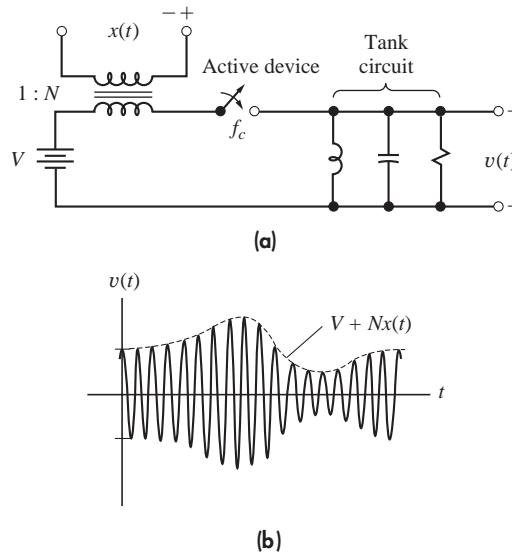 x(t)
− +
Tank
circuit
Active device
1 : N
f_c
V
v(t)
(a)
v(t)
V + Nx(t)
t
(b)